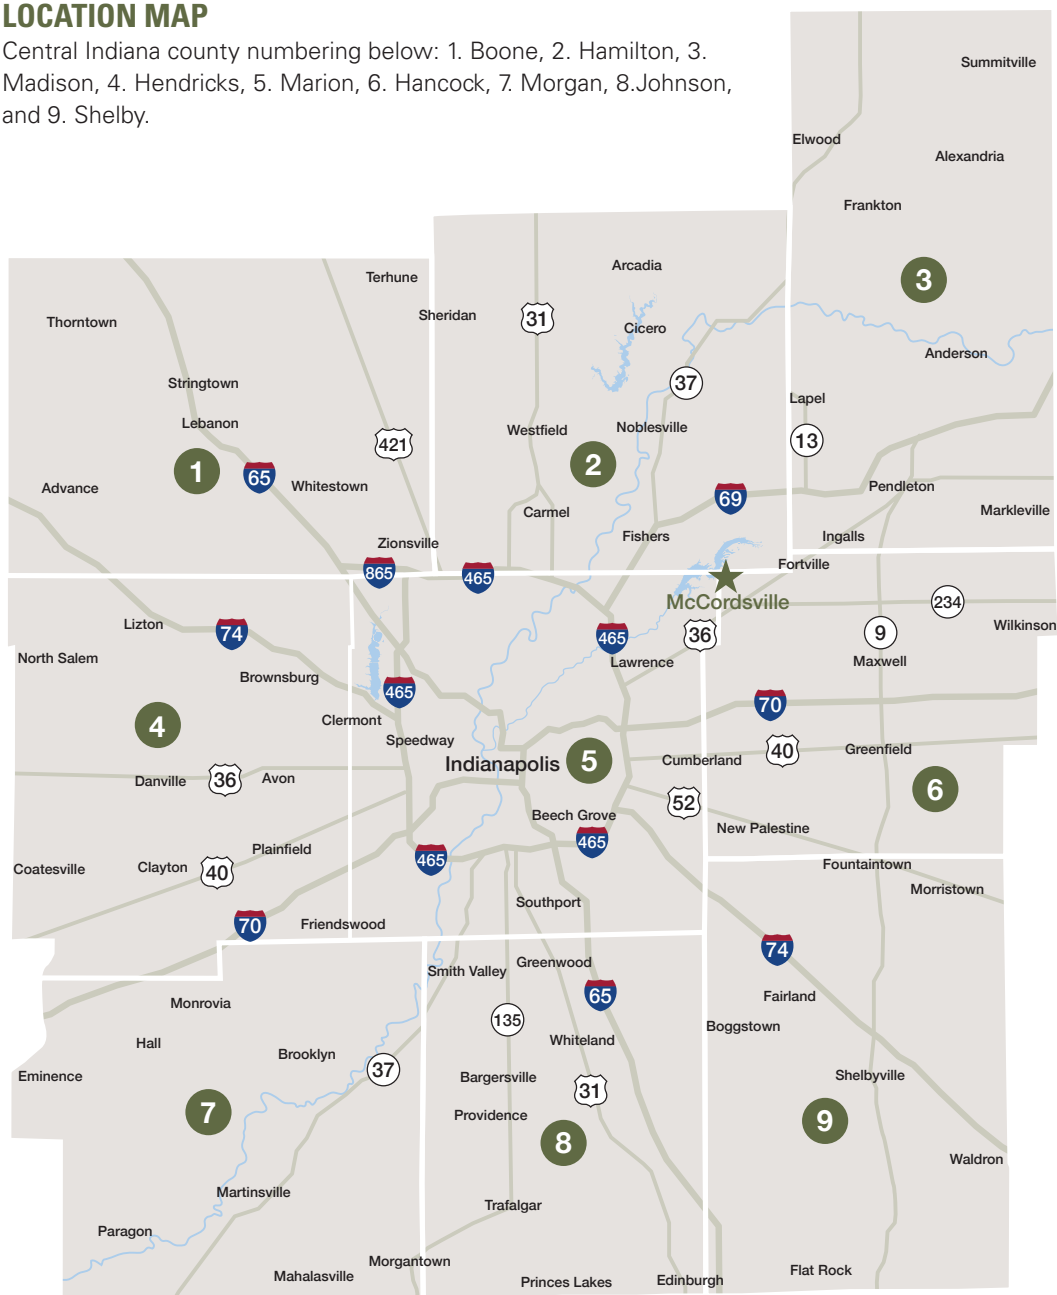 LOCATION MAP
Central Indiana county numbering below: 1. Boone, 2. Hamilton, 3.
Madison, 4. Hendricks, 5. Marion, 6. Hancock, 7. Morgan, 8.Johnson,
and 9. Shelby.
Summitville
Elwood
Alexandria
Frankton
3
Arcadia
Terhune
Sheridan
31
Cicero
Thorntown
Anderson
Stringtown
37
Lapel
Lebanon
Westfield
Noblesville
421
13
1
65
2
Whitestown
Advance
69
Pendleton
Carmel
Markleville
Fishers
Ingalls
Zionsville
Fortville
865
465
McCordsville
234
Lizton
74
465
36
9
Wilkinson
North Salem
Lawrence
Maxwell
Brownsburg
465
70
4
Clermont
Speedway
Indianapolis
5
Cumberland
40
Greenfield
Danville
36
Avon
6
52
Beech Grove
New Palestine
465
465
Plainfield
Coatesville
Clayton
40
Fountaintown
Morristown
Southport
70
Friendswood
74
Smith Valley
Greenwood
65
Fairland
Monrovia
135
Boggstown
Hall
Whiteland
Brooklyn
37
Eminence
Bargersville
31
Shelbyville
7
Providence
8
9
Waldron
Martinsville
Trafalgar
Paragon
Morgantown
Mahalasville
Princes Lakes
Edinburgh
Flat Rock